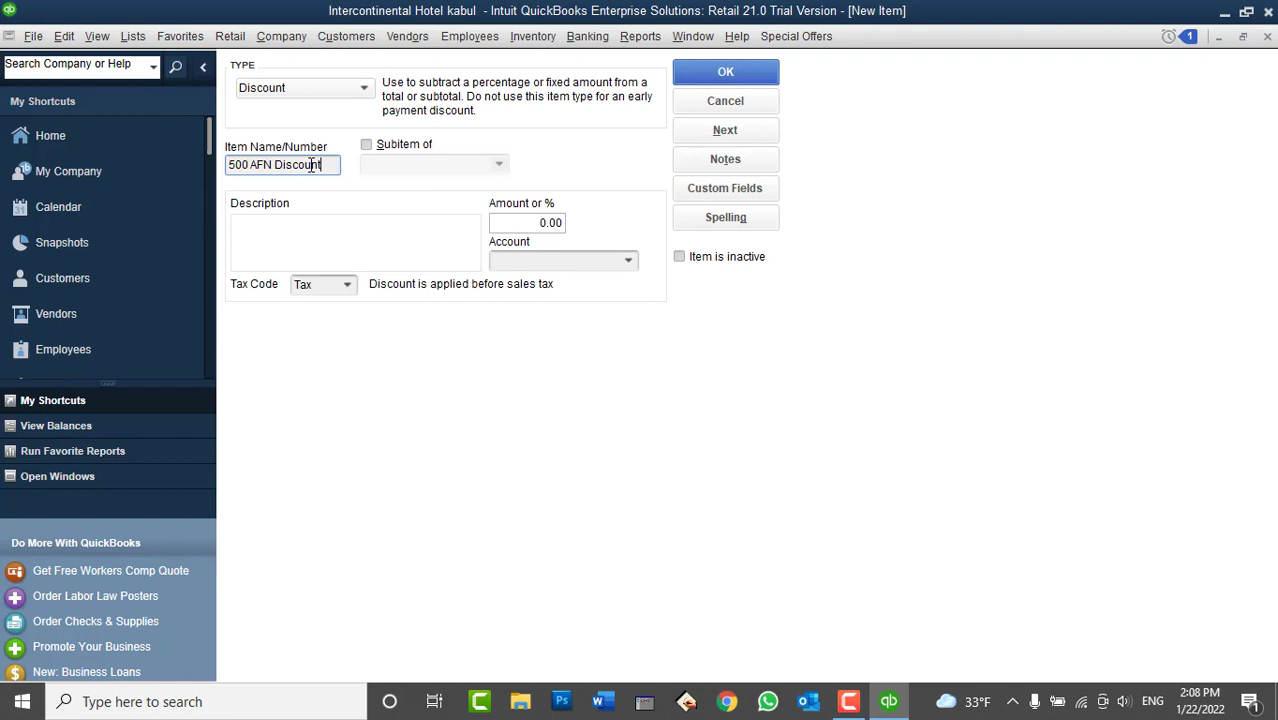 Intercontinental Hotel kabul - Intuit QuickBooks Enterprise Solutions: Retail 21.0 Trial Version - [New Item]
File Edit View Lists Favorites Retail Company Customers Vendors Employees Inventory Banking Reports Window Help Special Offers 1
Search Company or Help
My Shortcuts
Home
My Company
Calendar
Snapshots
Customers
Vendors
Employees
My Shortcuts
View Balances
Run Favorite Reports
Open Windows
Do More With QuickBooks
Get Free Workers Comp Quote
Order Labor Law Posters
Order Checks & Supplies
Promote Your Business
New: Business Loans
TYPE
Discount
Use to subtract a percentage or fixed amount from a
total or subtotal. Do not use this item type for an early
payment discount.
Item Name/Number
Subitem of
500 AFN Discount
Description
Amount or %
0.00
Account
Tax Code Tax Discount is applied before sales tax
OK
Cancel
Next
Notes
Custom Fields
Spelling
Item is inactive
Type here to search
33°F
ENG
2:08 PM
1/22/2022
1